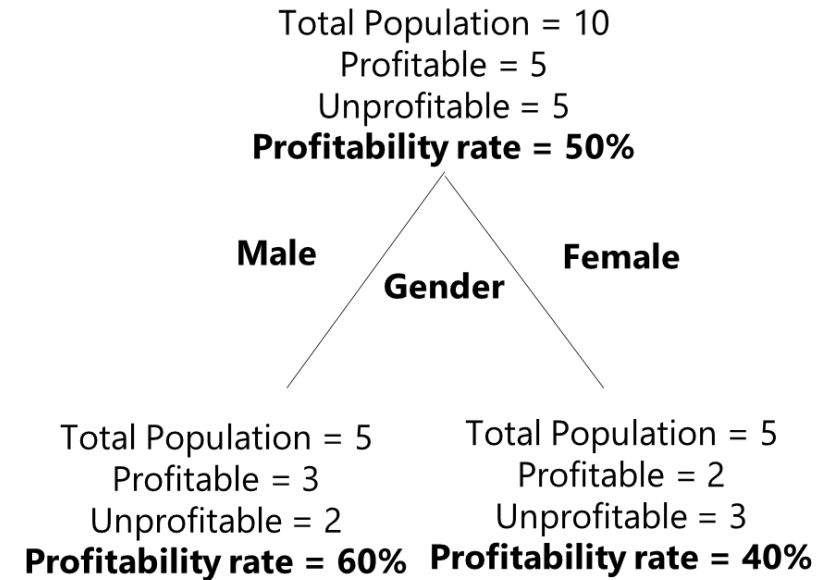 Total Population = 10
Profitable = 5
Unprofitable = 5
Profitability rate = 50%
Male
Female
Gender
Total Population = 5
Profitable = 3
Unprofitable = 2
Profitability rate = 60%
Total Population = 5
Profitable = 2
Unprofitable = 3
Profitability rate = 40%